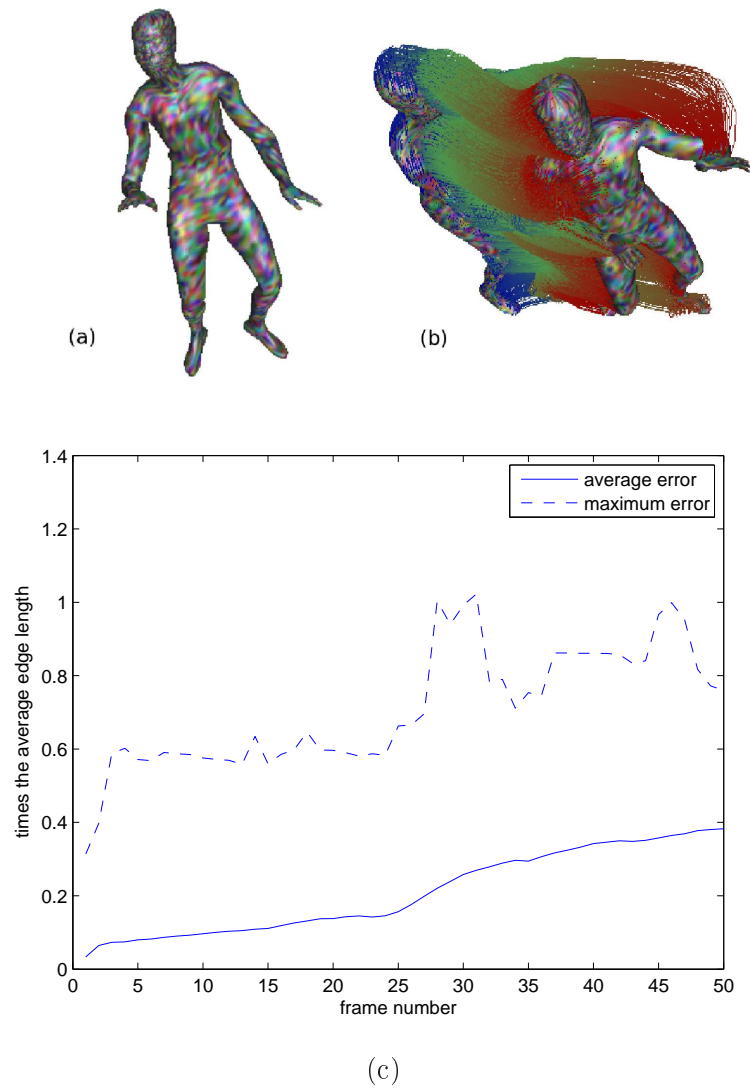 (a)
(b)
1.4
1.2
1
0.8
0.6
0.4
0.2
0
times the average edge length
average error
maximum error
0 5 10 15 20 25 30 35 40 45 50
frame number
(c)